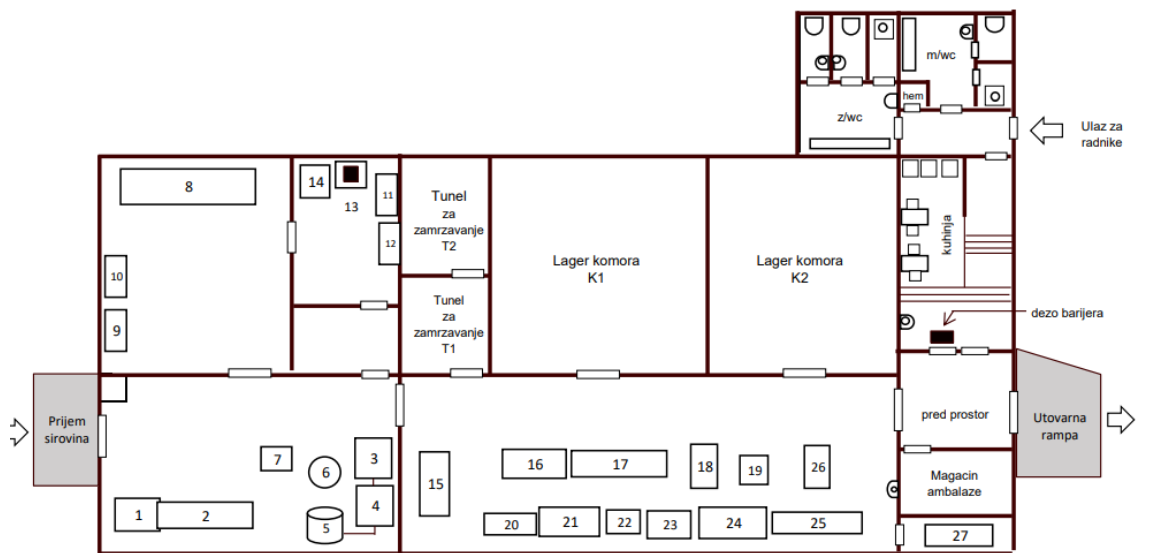 m/wc
hem
z/wc
Ulaz za
radnike
8
14
13
11
12
10
9
Tunel
za
zamrzavanje
T2
Tunel
za
zamrzavanje
T1
Lager komora
K1
Lager komora
K2
kuhinja
dezo barijera
Prijem
sirovina
pred prostor
Utovarna
rampa
Magacin
ambalaze
1
2
3
4
5
6
7
15
16
17
18
19
26
20
21
22
23
24
25
27